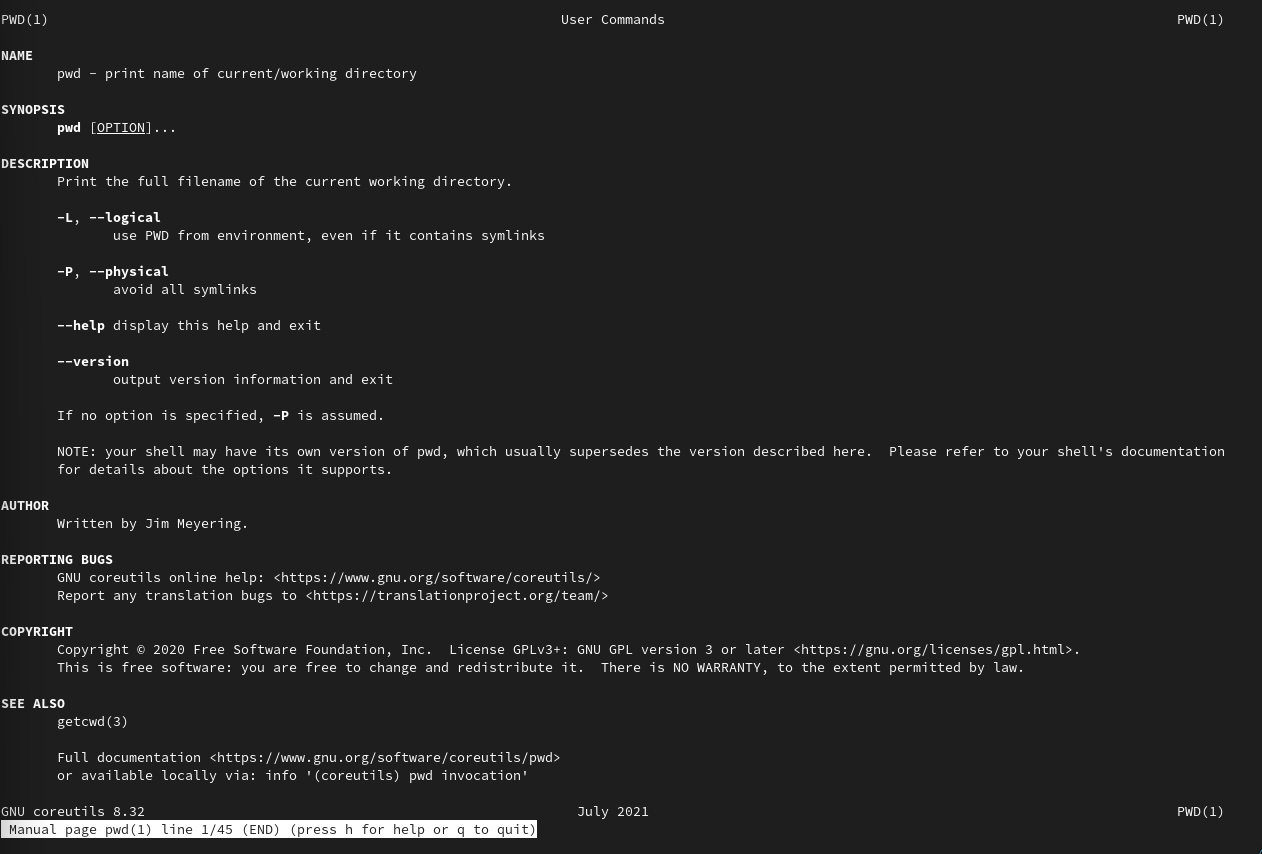 PWD(1) User Commands PWD(1)
NAME
pwd - print name of current/working directory
SYNOPSIS
pwd [OPTION]...
DESCRIPTION
Print the full filename of the current working directory.
-L, --logical
use PWD from environment, even if it contains symlinks
-P, --physical
avoid all symlinks
--help display this help and exit
--version
output version information and exit
If no option is specified, -P is assumed.
NOTE: your shell may have its own version of pwd, which usually supersedes the version described here.  Please refer to your shell's documentation
for details about the options it supports.
AUTHOR
Written by Jim Meyering.
REPORTING BUGS
GNU coreutils online help: <https://www.gnu.org/software/coreutils/>
Report any translation bugs to <https://translationproject.org/team/>
COPYRIGHT
Copyright © 2020 Free Software Foundation, Inc.  License GPLv3+: GNU GPL version 3 or later <https://gnu.org/licenses/gpl.html>.
This is free software: you are free to change and redistribute it.  There is NO WARRANTY, to the extent permitted by law.
SEE ALSO
getcwd(3)
Full documentation <https://www.gnu.org/software/coreutils/pwd>
or available locally via: info '(coreutils) pwd invocation'
GNU coreutils 8.32 July 2021 PWD(1)
Manual page pwd(1) line 1/45 (END) (press h for help or q to quit)